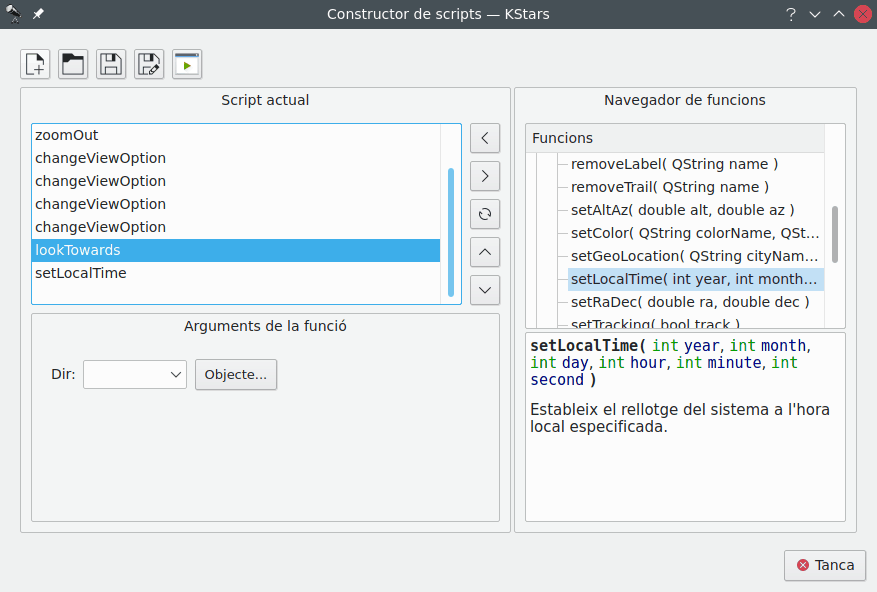 Constructor de scripts — KStars
Script actual
zoomOut
changeViewOption
changeViewOption
changeViewOption
changeViewOption
lookTowards
setLocalTime
Arguments de la funció
Dir:
Objecte...
Navegador de funcions
Funcions
removeLabel( QString name )
removeTrail( QString name )
setAltAz( double alt, double az )
setColor( QString colorName, QSt...
setGeoLocation( QString cityNam...
setLocalTime( int year, int month...
setRaDec( double ra, double dec )
setTracking( bool track )
setLocalTime( int year, int month,
int day, int hour, int minute, int
second )
Estableix el rellotge del sistema a l'hora
local especificada.
Tanca